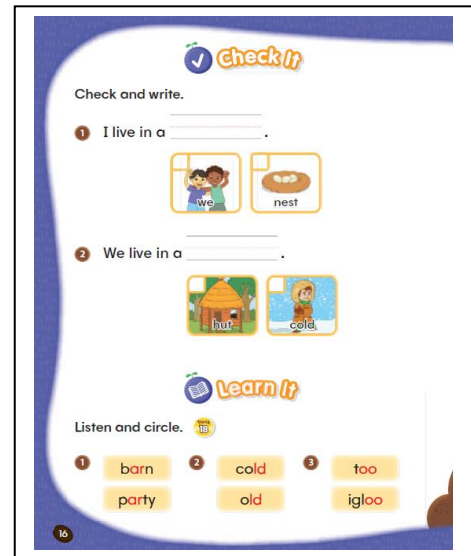 Check It
Check and write.
1 I live in a .
we nest
2 We live in a .
hut cold
Learn It
Listen and circle. TRACK 18
1 barn 2 cold 3 too
party old igloo
16